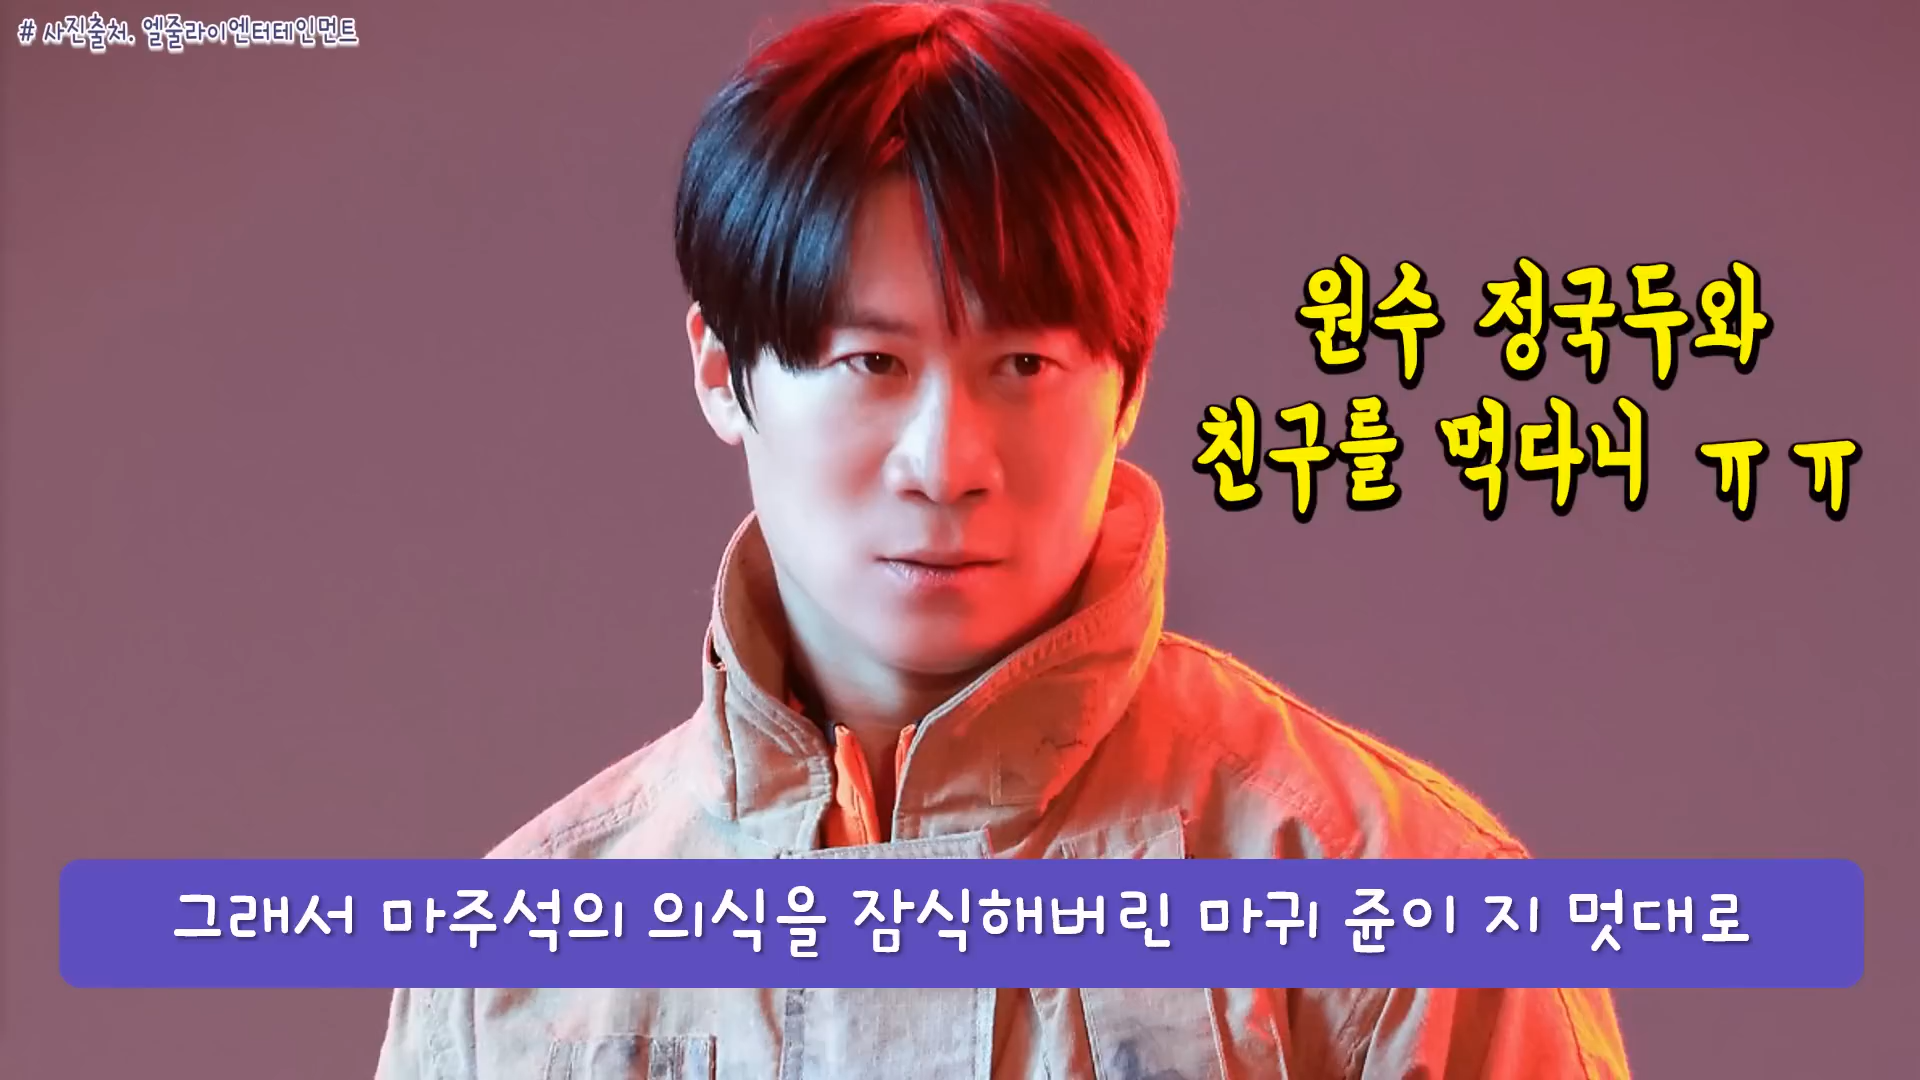 # 사진출처. 엘줄라이엔터테인먼트
원수 정국두와
친구를 먹다니 ㅠㅠ
그래서 마주석의 의식을 잠식해버린 마귀 쥰이 지 멋대로